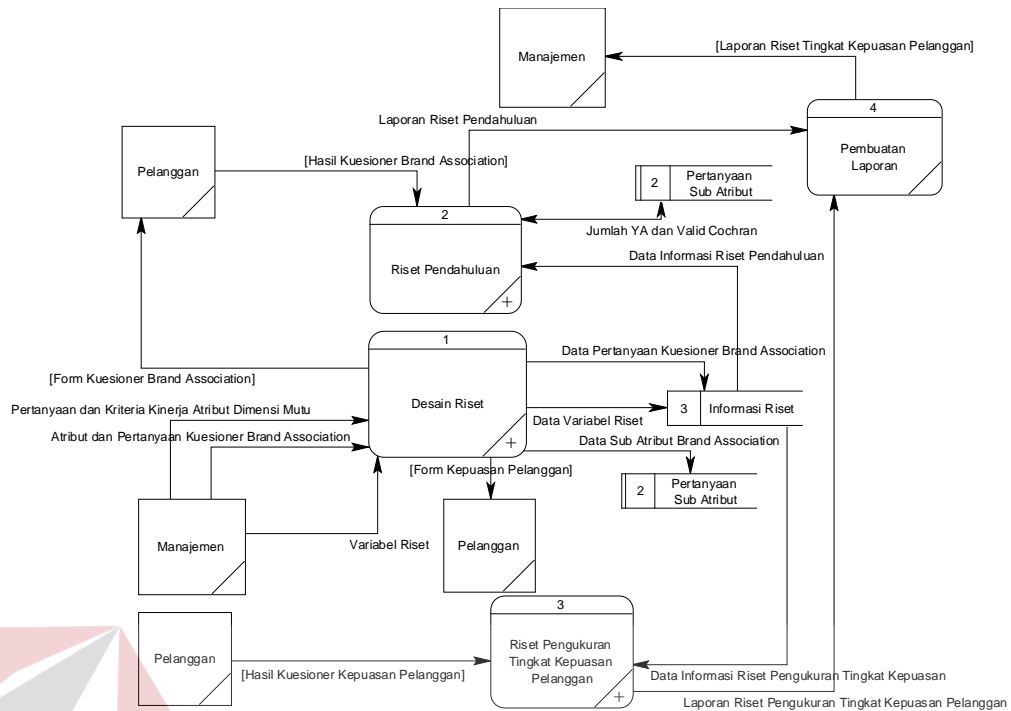 [Laporan Riset Tingkat Kepuasan Pelanggan]
Manajemen
4
Pembuatan
Laporan
Laporan Riset Pendahuluan
[Hasil Kuesioner Brand Association]
Pelanggan
2
Pertanyaan
Sub Atribut
2
Riset Pendahuluan
+
Jumlah YA dan Valid Cochran
Data Informasi Riset Pendahuluan
1
Desain Riset
+
Data Pertanyaan Kuesioner Brand Association
[Form Kuesioner Brand Association]
Pertanyaan dan Kriteria Kinerja Atribut Dimensi Mutu
Data Variabel Riset
3
Informasi Riset
Atribut dan Pertanyaan Kuesioner Brand Association
Data Sub Atribut Brand Association
[Form Kepuasan Pelanggan]
2
Pertanyaan
Sub Atribut
Manajemen
Variabel Riset
Pelanggan
3
Riset Pengukuran
Tingkat Kepuasan
Pelanggan
+
Pelanggan
[Hasil Kuesioner Kepuasan Pelanggan]
Data Informasi Riset Pengukuran Tingkat Kepuasan
Laporan Riset Pengukuran Tingkat Kepuasan Pelanggan